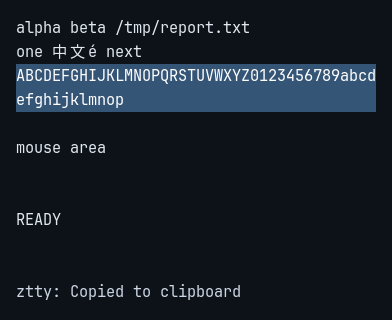 alpha beta /tmp/report.txt
one 中文é next
ABCDEFGHIJKLMNOPQRSTUVWXYZ0123456789abcd
efghijklmnop
mouse area
READY
ztty: Copied to clipboard